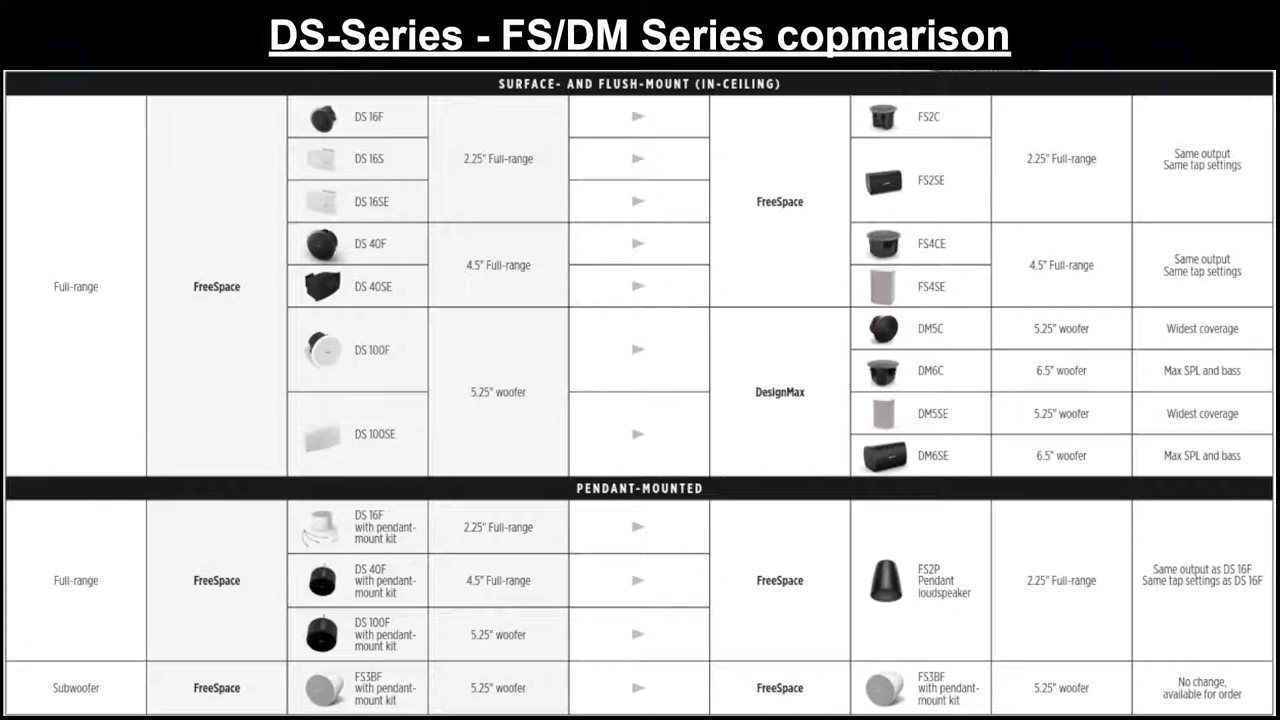 DS-Series - FS/DM Series copmarison
SURFACE- AND FLUSH-MOUNT (IN-CEILING)
Full-range
FreeSpace
DS 16F
DS 16S
DS 16SE
2.25" Full-range
DS 40F
DS 40SE
4.5" Full-range
DS 100F
DS 100SE
5.25" woofer
FreeSpace
FS2C
FS2SE
2.25" Full-range
Same output
Same tap settings
FS4CE
FS4SE
4.5" Full-range
Same output
Same tap settings
DesignMax
DM5C
5.25" woofer
Widest coverage
DM6C
6.5" woofer
Max SPL and bass
DM5SE
5.25" woofer
Widest coverage
DM6SE
6.5" woofer
Max SPL and bass
PENDANT-MOUNTED
Full-range
FreeSpace
DS 16F
with pendant-
mount kit
2.25" Full-range
DS 40F
with pendant-
mount kit
4.5" Full-range
DS 100F
with pendant-
mount kit
5.25" woofer
FreeSpace
FS2P
Pendant
loudspeaker
2.25" Full-range
Same output as DS 16F
Same tap settings as DS 16F
Subwoofer
FreeSpace
FS3BF
with pendant-
mount kit
5.25" woofer
FreeSpace
FS3BF
with pendant-
mount kit
5.25" woofer
No change,
available for order